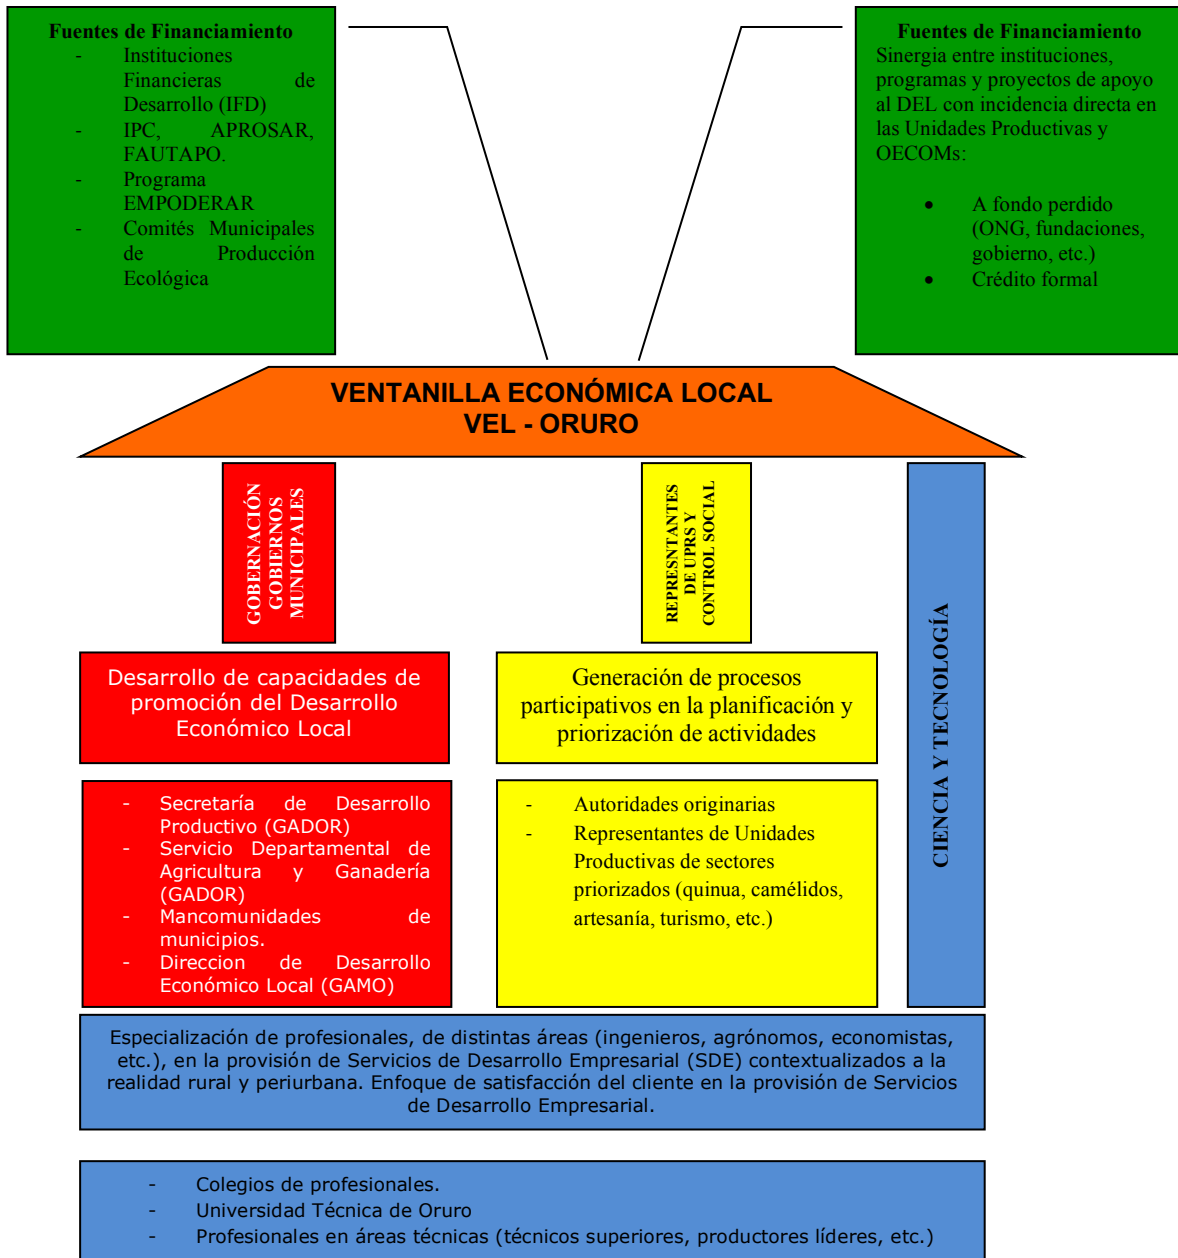 Fuentes de Financiamiento
- Instituciones
Financieras de
Desarrollo (IFD)
- IPC, APROSAR,
FAUTAPO.
- Programa
EMPODERAR
- Comités Municipales
de Producción
Ecológica
Fuentes de Financiamiento
Sinergia entre instituciones,
programas y proyectos de apoyo
al DEL con incidencia directa en
las Unidades Productivas y
OECOMs:
• A fondo perdido
(ONG, fundaciones,
gobierno, etc.)
• Crédito formal
VENTANILLA ECONÓMICA LOCAL
VEL - ORURO
GOBERNACIÓN
GOBIERNOS
MUNICIPALES
REPRESNTANTES
DE UPRS Y
CONTROL SOCIAL
CIENCIA Y TECNOLOGÍA
Desarrollo de capacidades de
promoción del Desarrollo
Económico Local
Generación de procesos
participativos en la planificación y
priorización de actividades
- Secretaría de Desarrollo
Productivo (GADOR)
- Servicio Departamental de
Agricultura y Ganadería
(GADOR)
- Mancomunidades de
municipios.
- Direccion de Desarrollo
Económico Local (GAMO)
- Autoridades originarias
- Representantes de Unidades
Productivas de sectores
priorizados (quinua, camélidos,
artesanía, turismo, etc.)
Especialización de profesionales, de distintas áreas (ingenieros, agrónomos, economistas,
etc.), en la provisión de Servicios de Desarrollo Empresarial (SDE) contextualizados a la
realidad rural y periurbana. Enfoque de satisfacción del cliente en la provisión de Servicios
de Desarrollo Empresarial.
- Colegios de profesionales.
- Universidad Técnica de Oruro
- Profesionales en áreas técnicas (técnicos superiores, productores líderes, etc.)